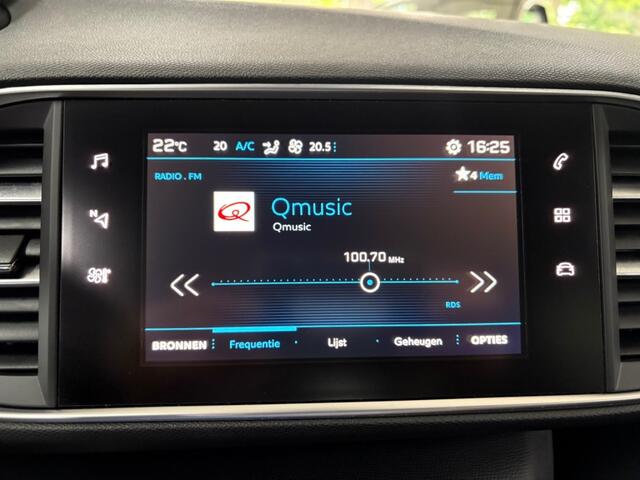 22°C 20 A/C 20.5 16:25
RADIO . FM
4 Mem
Qmusic
Qmusic
100.70 MHz
RDS
BRONNEN Frequentie Lijst Geheugen OPTIES
N